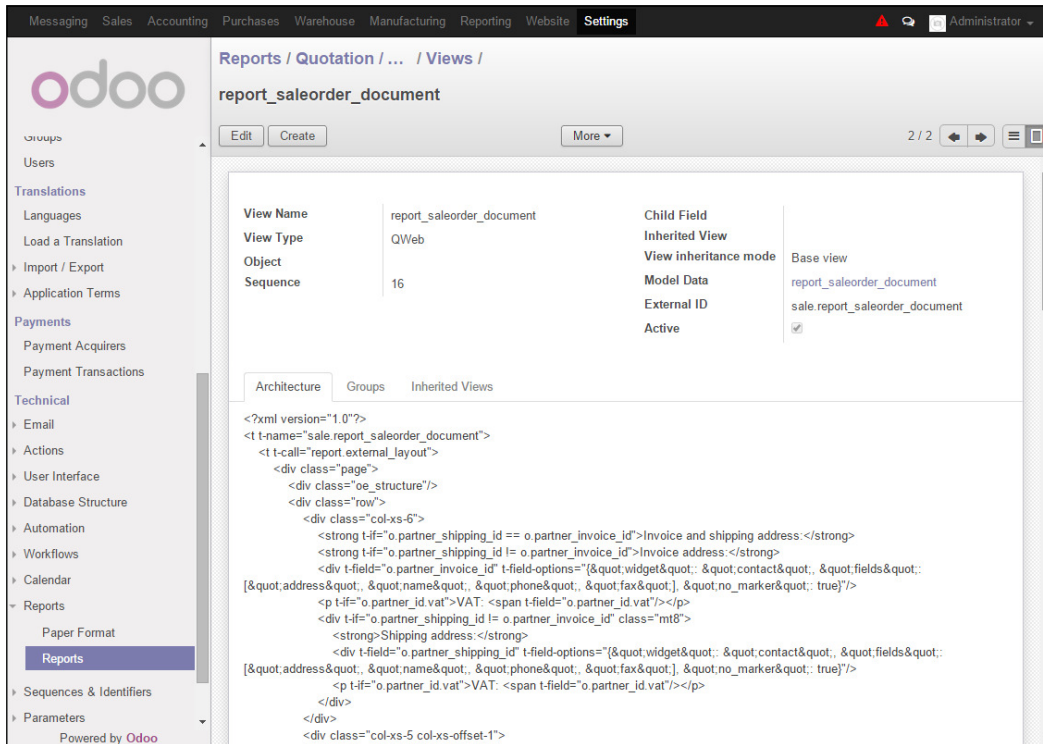 Messaging Sales Accounting Purchases Warehouse Manufacturing Reporting Website Settings Administrator
odoo
Groups
Users
Translations
Languages
Load a Translation
Import / Export
Application Terms
Payments
Payment Acquirers
Payment Transactions
Technical
Email
Actions
User Interface
Database Structure
Automation
Workflows
Calendar
Reports
Paper Format
Reports
Sequences & Identifiers
Parameters
Powered by Odoo
Reports / Quotation / ... / Views /
report_saleorder_document
Edit Create More 2 / 2
View Name report_saleorder_document
View Type QWeb
Object
Sequence 16
Child Field
Inherited View
View inheritance mode Base view
Model Data report_saleorder_document
External ID sale.report_saleorder_document
Active
Architecture Groups Inherited Views
<?xml version="1.0"?>
<t t-name="sale.report_saleorder_document">
<t t-call="report.external_layout">
<div class="page">
<div class="oe_structure"/>
<div class="row">
<div class="col-xs-6">
<strong t-if="o.partner_shipping_id == o.partner_invoice_id">Invoice and shipping address:</strong>
<strong t-if="o.partner_shipping_id != o.partner_invoice_id">Invoice address:</strong>
<div t-field="o.partner_invoice_id" t-field-options="{&quot;widget&quot;: &quot;contact&quot;, &quot;fields&quot;:
[&quot;address&quot;, &quot;name&quot;, &quot;phone&quot;, &quot;fax&quot;], &quot;no_marker&quot;: true}"/>
<p t-if="o.partner_id.vat">VAT: <span t-field="o.partner_id.vat"/></p>
<div t-if="o.partner_shipping_id != o.partner_invoice_id" class="mt8">
<strong>Shipping address:</strong>
<div t-field="o.partner_shipping_id" t-field-options="{&quot;widget&quot;: &quot;contact&quot;, &quot;fields&quot;:
[&quot;address&quot;, &quot;name&quot;, &quot;phone&quot;, &quot;fax&quot;], &quot;no_marker&quot;: true}"/>
<p t-if="o.partner_id.vat">VAT: <span t-field="o.partner_id.vat"/></p>
</div>
</div>
<div class="col-xs-5 col-xs-offset-1">